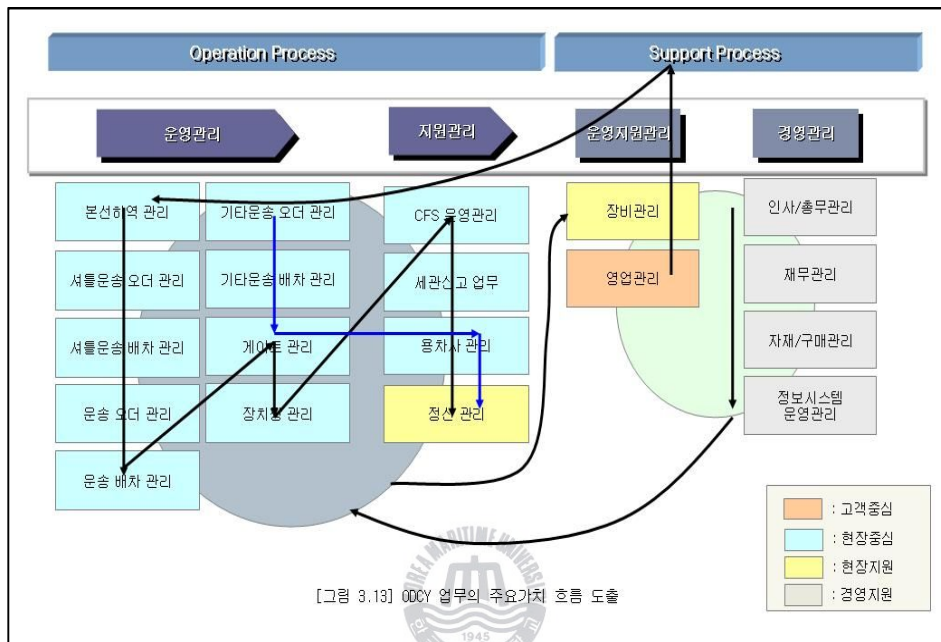 Operation Process
Support Process
운영관리
지원관리
운영지원관리
경영관리
본선하역 관리
기타운송 오더 관리
CFS 운영관리
장비관리
인사/총무관리
셔틀운송 오더 관리
기타운송 배차 관리
세관신고 업무
영업관리
재무관리
셔틀운송 배차 관리
게이트 관리
용차사 관리
자재/구매관리
운송 오더 관리
장치장 관리
정산 관리
정보시스템
운영관리
운송 배차 관리
: 고객중심
: 현장중심
: 현장지원
: 경영지원
[그림 3.13] ODCY 업무의 주요가치 흐름 도출
KOREA MARITIME UNIVERSITY
1945